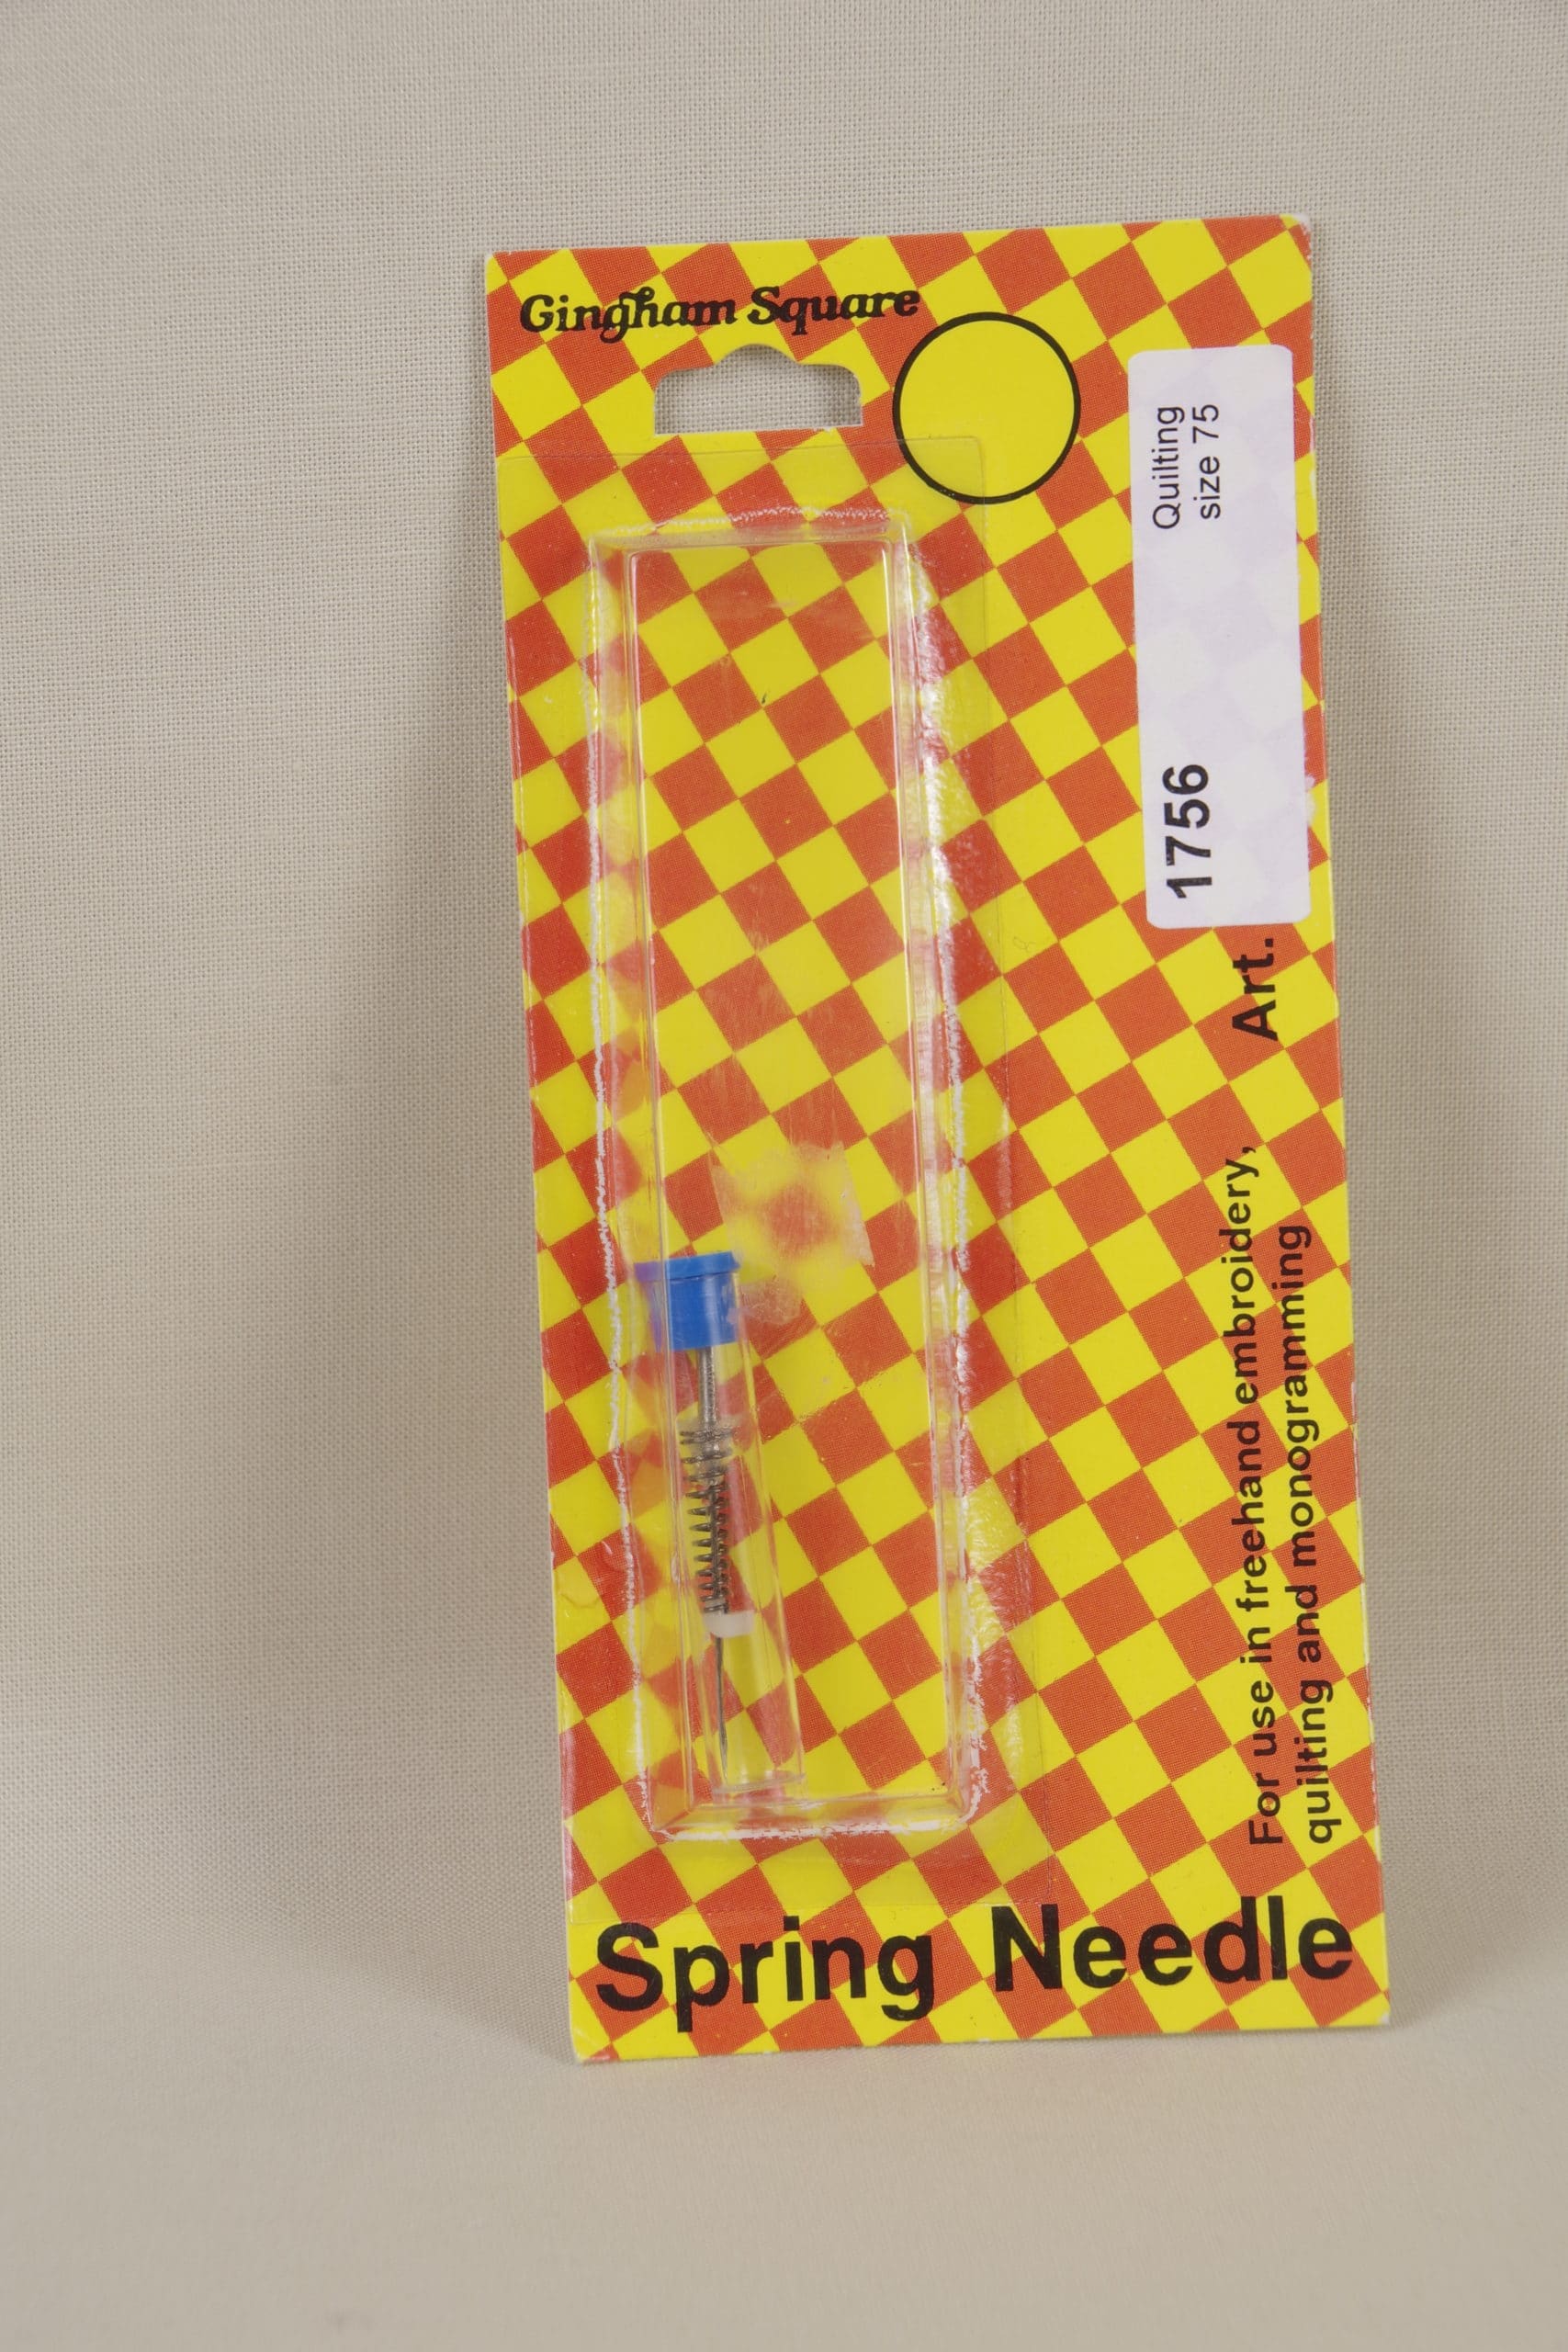 Gingham Square
Quilting
size 75
1756
Art.
For use in freehand embroidery,
quilting and monogramming
Spring Needle